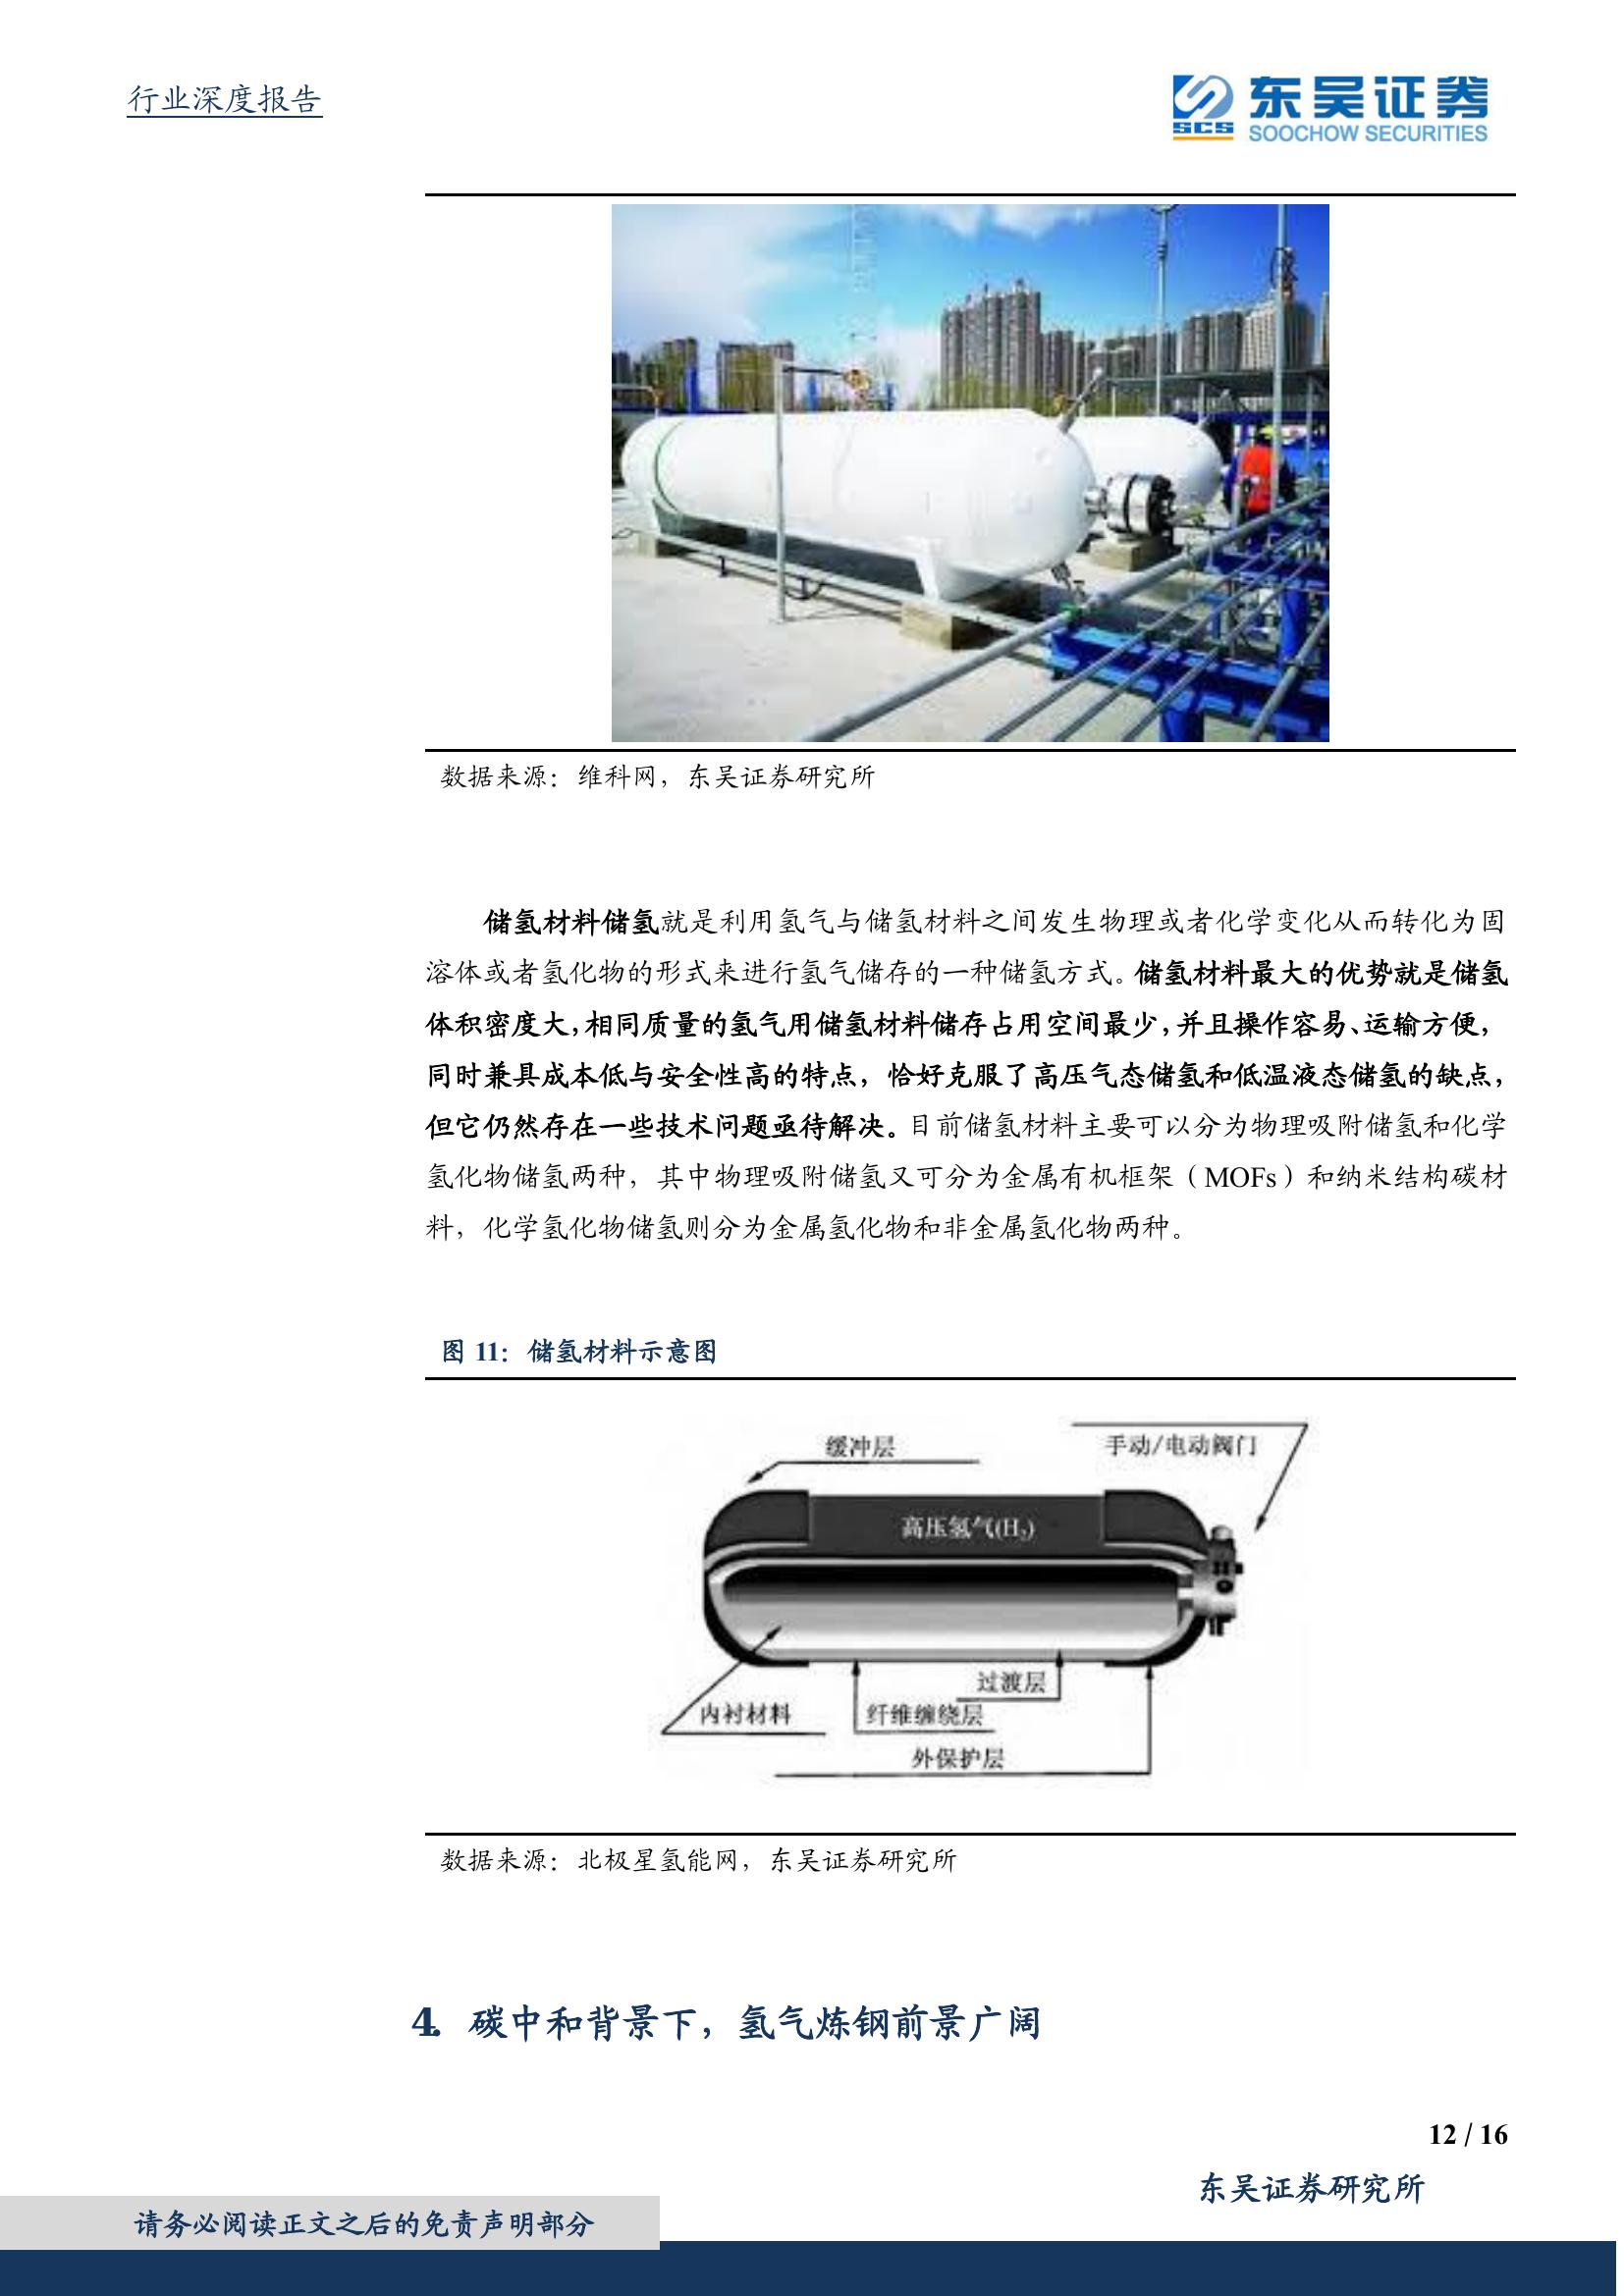 行业深度报告
SCS
东吴证券
SOOCHOW SECURITIES
数据来源：维科网，东吴证券研究所
储氢材料储氢就是利用氢气与储氢材料之间发生物理或者化学变化从而转化为固
溶体或者氢化物的形式来进行氢气储存的一种储氢方式。储氢材料最大的优势就是储氢
体积密度大，相同质量的氢气用储氢材料储存占用空间最少，并且操作容易、运输方便，
同时兼具成本低与安全性高的特点，恰好克服了高压气态储氢和低温液态储氢的缺点，
但它仍然存在一些技术问题亟待解决。目前储氢材料主要可以分为物理吸附储氢和化学
氢化物储氢两种，其中物理吸附储氢又可分为金属有机框架（MOFs）和纳米结构碳材
料，化学氢化物储氢则分为金属氢化物和非金属氢化物两种。
图 11：储氢材料示意图
缓冲层
手动/电动阀门
高压氢气(H₂)
过渡层
内衬材料
纤维缠绕层
外保护层
数据来源：北极星氢能网，东吴证券研究所
4. 碳中和背景下，氢气炼钢前景广阔
12 / 16
东吴证券研究所
请务必阅读正文之后的免责声明部分